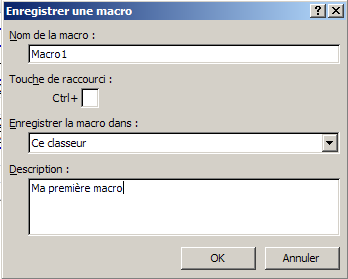 Enregistrer une macro
Nom de la macro :
Macro1
Touche de raccourci :
Ctrl+
Enregistrer la macro dans :
Ce classeur
Description :
Ma première macro
OK Annuler